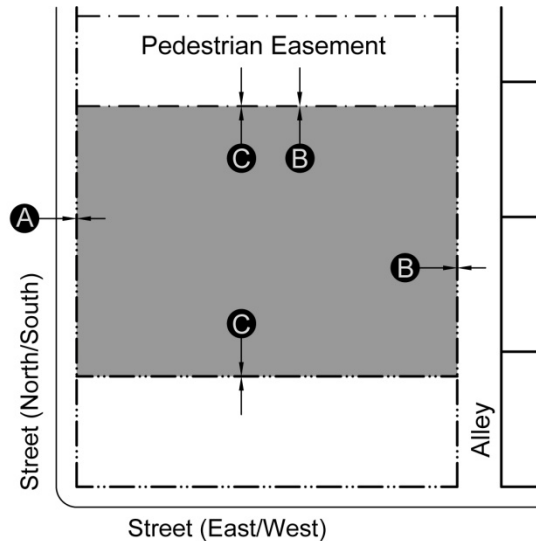 Pedestrian Easement
C
B
A
B
C
Street (North/South)
Alley
Street (East/West)